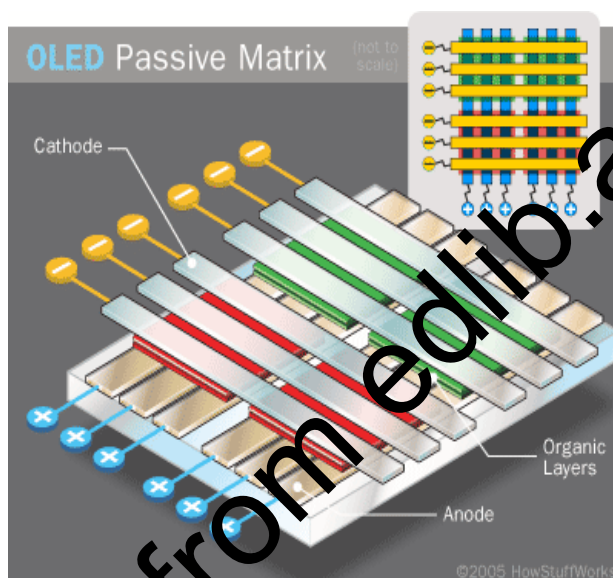 OLED Passive Matrix
(not to
scale)
Cathode
Organic
Layers
Anode
©2005 HowStuffWorks
from edlib.a